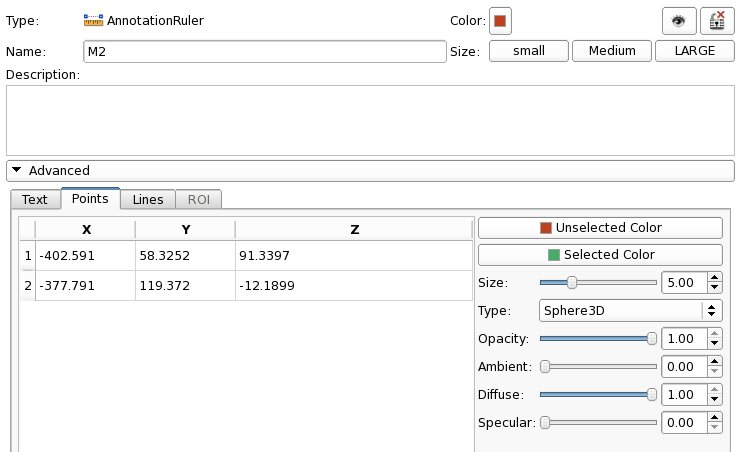 Type: AnnotationRuler Color:
Name: M2 Size: small Medium LARGE
Description:
Advanced
Text Points Lines ROI
X Y Z
1 -402.591 58.3252 91.3397
2 -377.791 119.372 -12.1899
Unselected Color
Selected Color
Size: 5.00
Type: Sphere3D
Opacity: 1.00
Ambient: 0.00
Diffuse: 1.00
Specular: 0.00